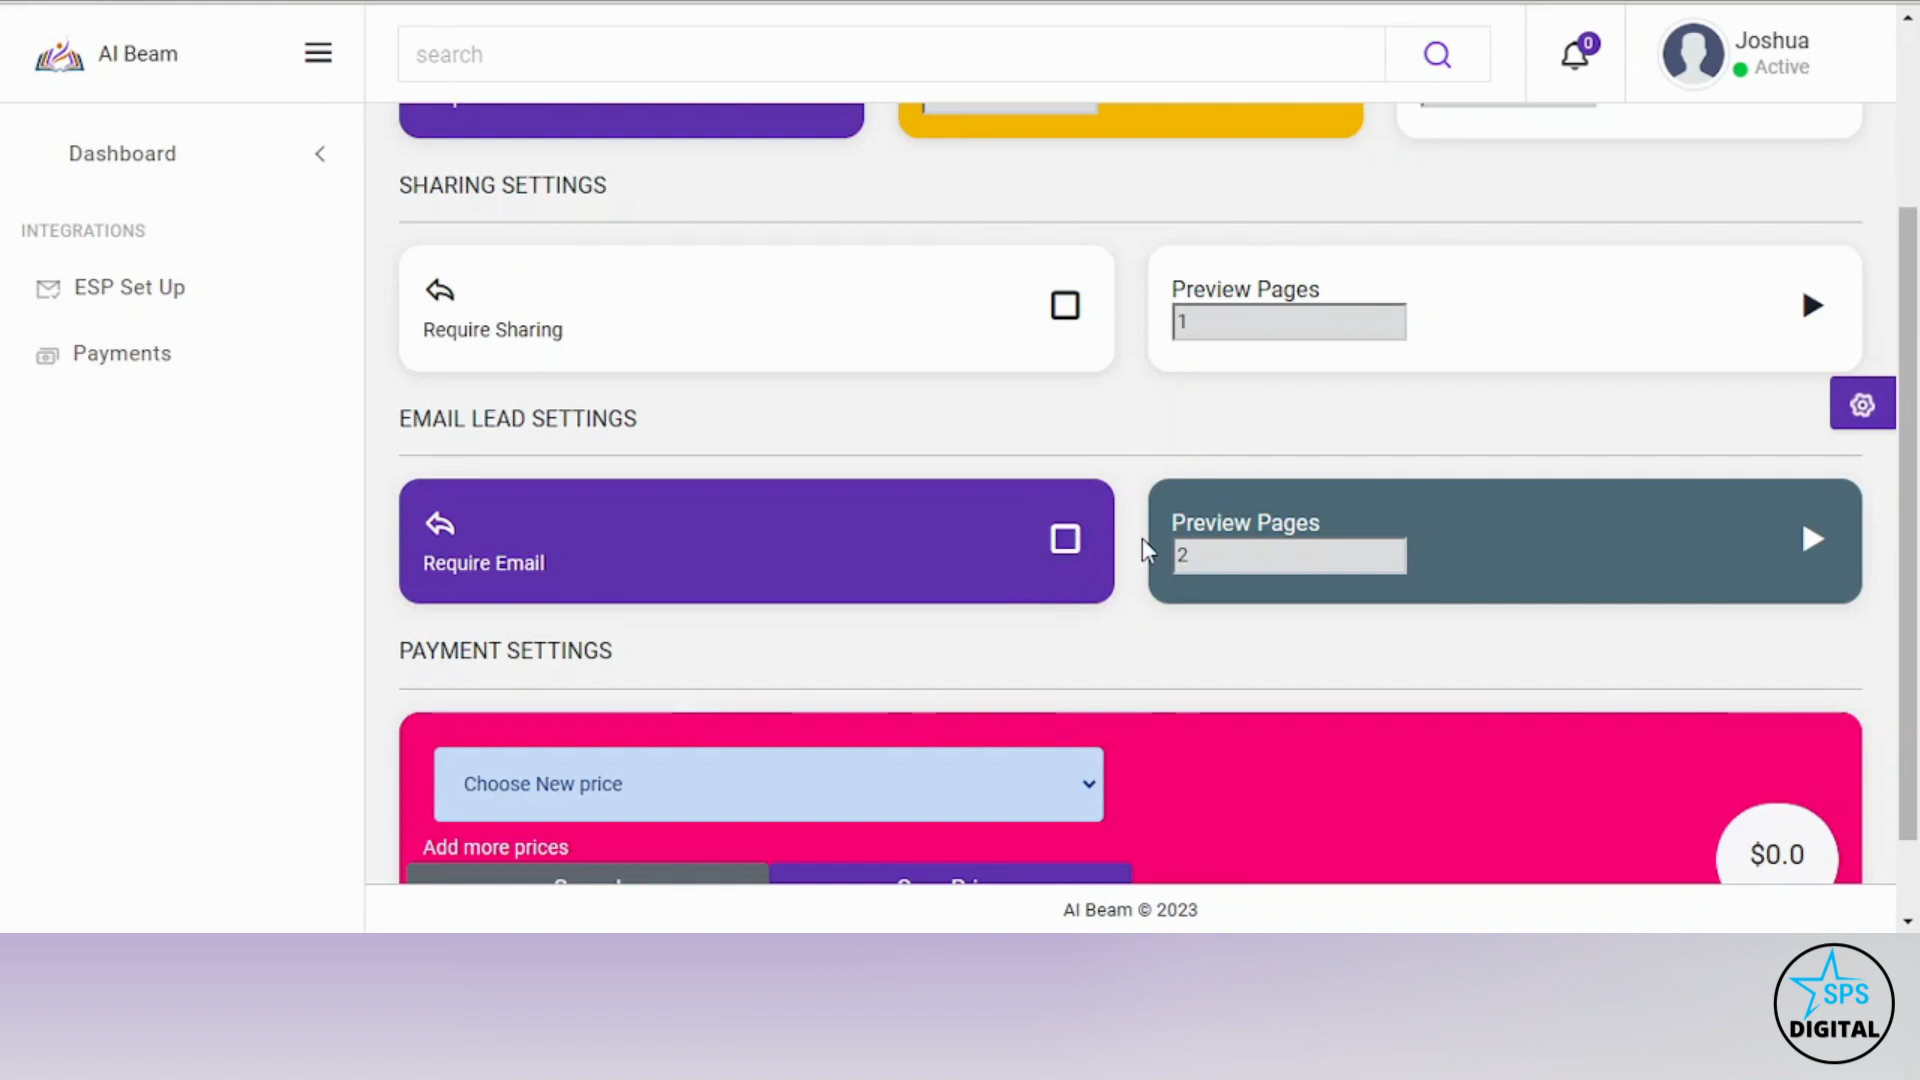 AI Beam
search
0
Joshua
Active
Dashboard
INTEGRATIONS
ESP Set Up
Payments
SHARING SETTINGS
Require Sharing
Preview Pages
1
EMAIL LEAD SETTINGS
Require Email
Preview Pages
2
PAYMENT SETTINGS
Choose New price
Add more prices
$0.0
AI Beam © 2023
SPS
DIGITAL